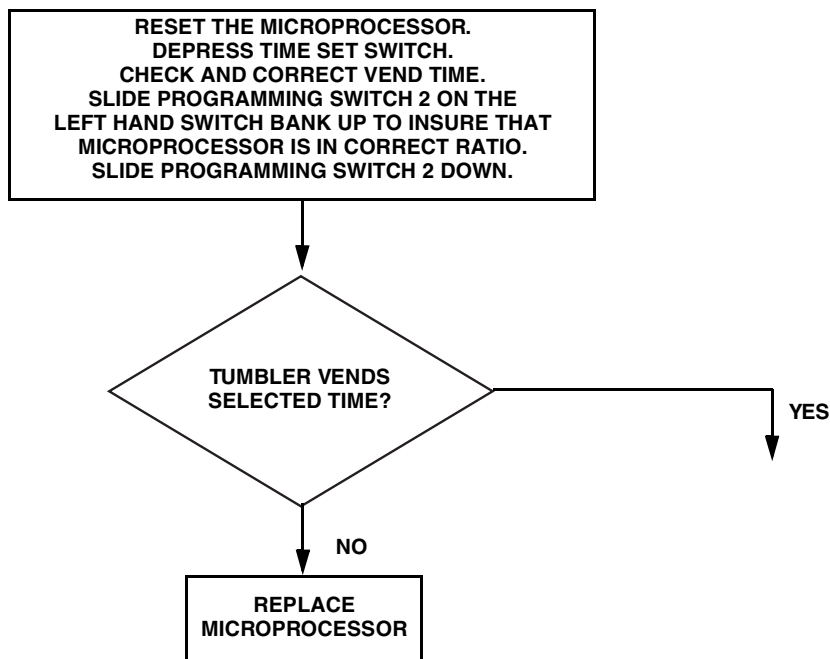 RESET THE MICROPROCESSOR.
DEPRESS TIME SET SWITCH.
CHECK AND CORRECT VEND TIME.
SLIDE PROGRAMMING SWITCH 2 ON THE
LEFT HAND SWITCH BANK UP TO INSURE THAT
MICROPROCESSOR IS IN CORRECT RATIO.
SLIDE PROGRAMMING SWITCH 2 DOWN.
TUMBLER VENDS
SELECTED TIME?
YES
NO
REPLACE
MICROPROCESSOR